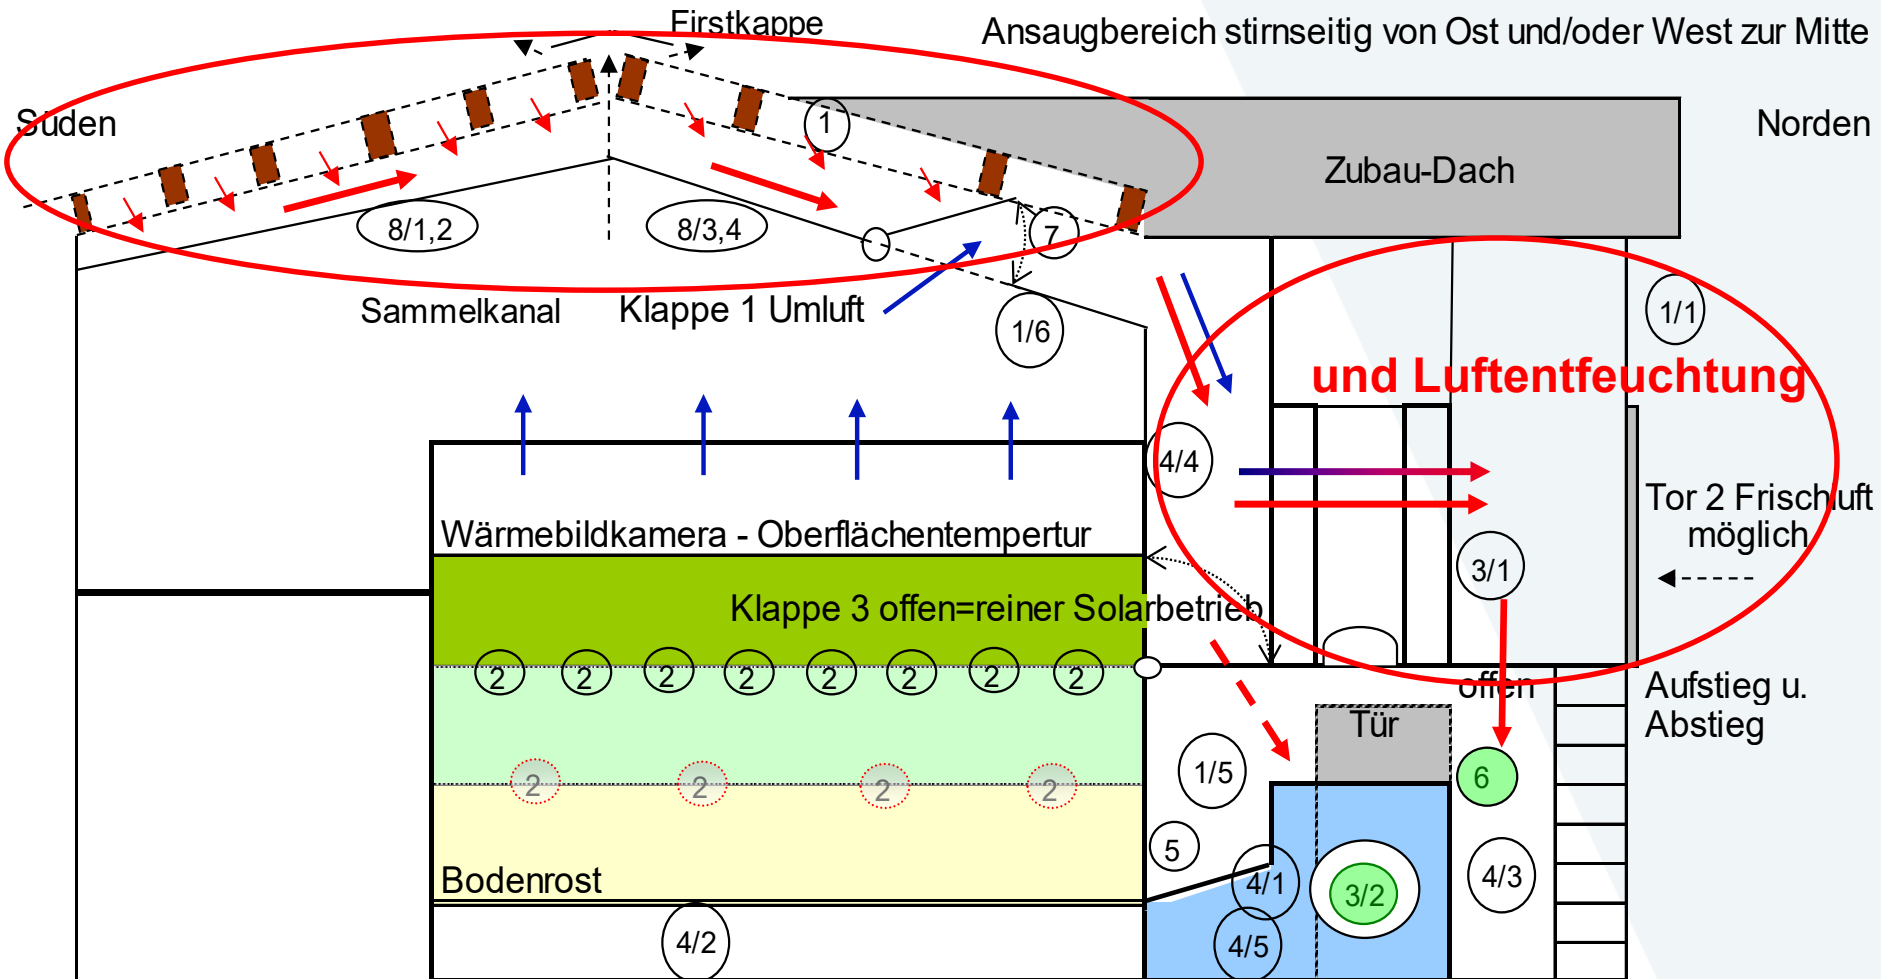 Firstkappe
Ansaugbereich stirnseitig von Ost und/oder West zur Mitte
Süden
1
Norden
Zubau-Dach
8/1,2
8/3,4
7
Sammelkanal
Klappe 1 Umluft
1/6
1/1
und Luftentfeuchtung
4/4
Tor 2 Frischluft
möglich
Wärmebildkamera - Oberflächentempertur
3/1
Klappe 3 offen=reiner Solarbetrieb
2 2 2 2 2 2 2 2
offen
Aufstieg u.
Abstieg
Tür
2 2 2 2
1/5
6
5
Bodenrost
4/1
3/2
4/3
4/2
4/5